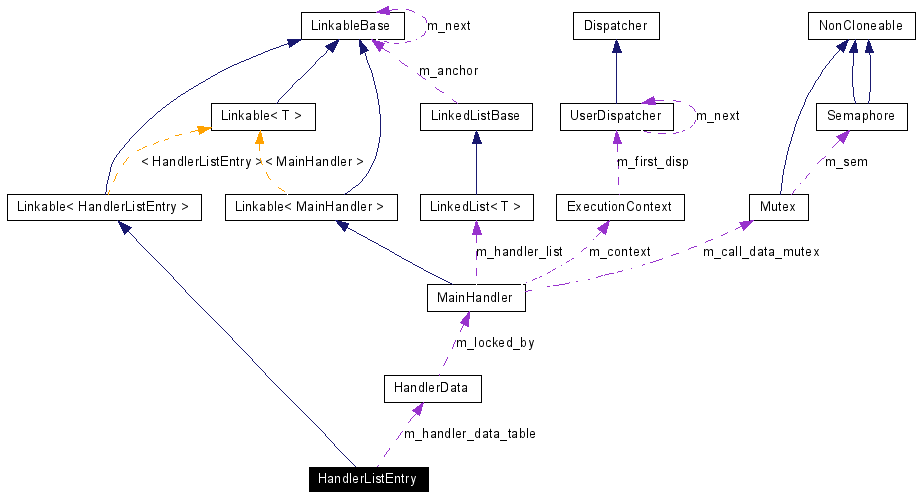 LinkableBase
m_next
Dispatcher
NonCloneable
m_anchor
Linkable< T >
LinkedListBase
UserDispatcher
m_next
Semaphore
< HandlerListEntry >
< MainHandler >
m_first_disp
m_sem
Linkable< HandlerListEntry >
Linkable< MainHandler >
LinkedList< T >
ExecutionContext
Mutex
m_handler_list
m_context
m_call_data_mutex
MainHandler
m_locked_by
HandlerData
m_handler_data_table
HandlerListEntry